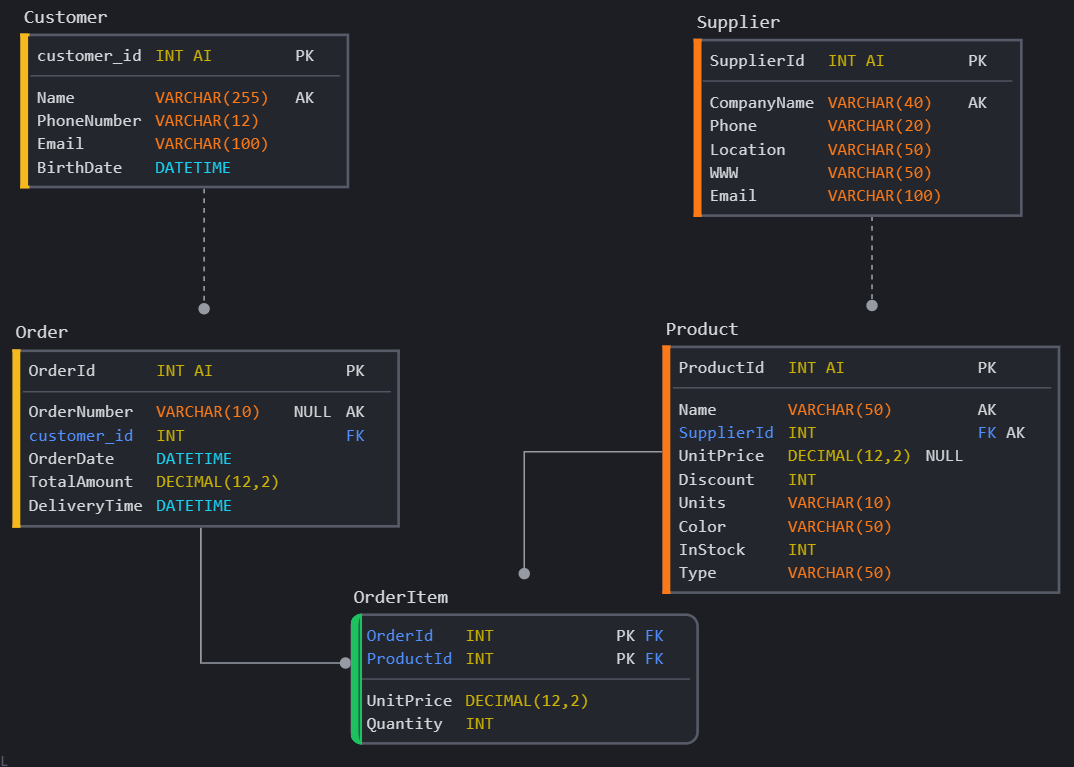 Customer
customer_id INT AI PK
Name VARCHAR(255) AK
PhoneNumber VARCHAR(12)
Email VARCHAR(100)
BirthDate DATETIME
Supplier
SupplierId INT AI PK
CompanyName VARCHAR(40) AK
Phone VARCHAR(20)
Location VARCHAR(50)
WWW VARCHAR(50)
Email VARCHAR(100)
Order
OrderId INT AI PK
OrderNumber VARCHAR(10) NULL AK
customer_id INT FK
OrderDate DATETIME
TotalAmount DECIMAL(12,2)
DeliveryTime DATETIME
Product
ProductId INT AI PK
Name VARCHAR(50) AK
SupplierId INT FK AK
UnitPrice DECIMAL(12,2) NULL
Discount INT
Units VARCHAR(10)
Color VARCHAR(50)
InStock INT
Type VARCHAR(50)
OrderItem
OrderId INT PK FK
ProductId INT PK FK
UnitPrice DECIMAL(12,2)
Quantity INT